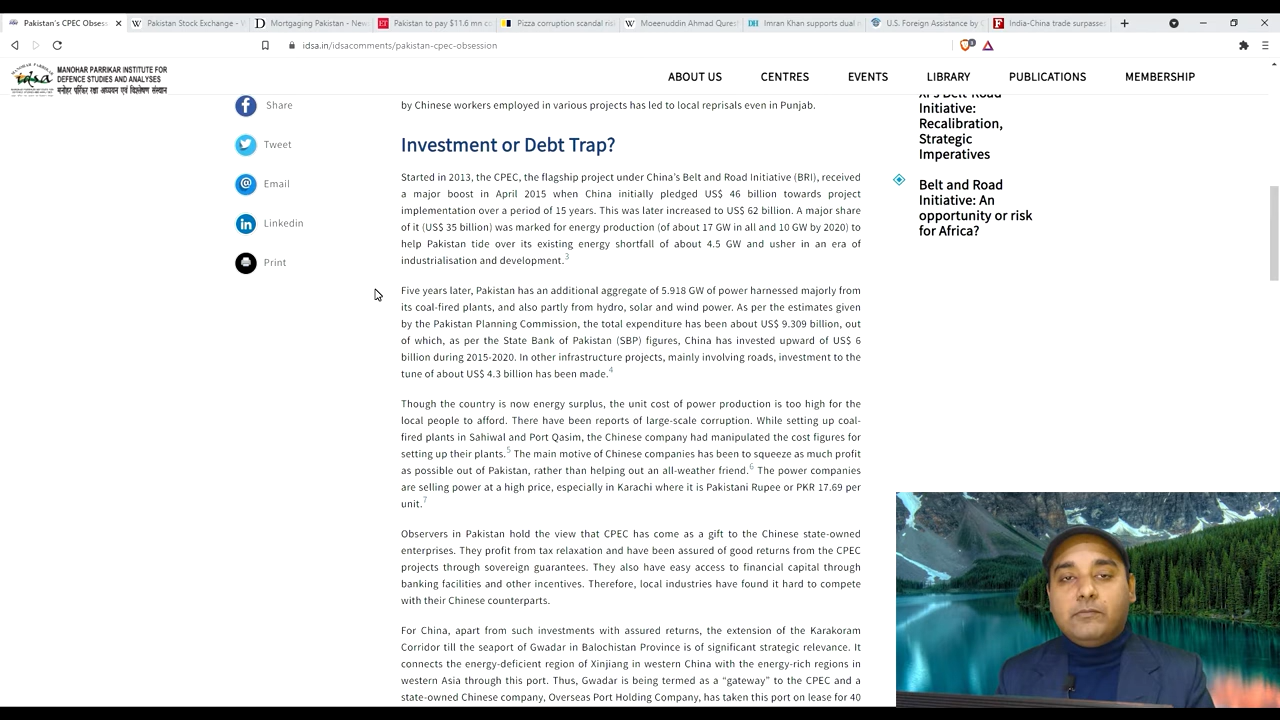 Pakistan's CPEC Obses
Pakistan Stock Exchange - W
Mortgaging Pakistan - New
Pakistan to pay $11.6 mn co
Pizza corruption scandal ris
Moeenuddin Ahmad Qures
Imran Khan supports dual n
U.S. Foreign Assistance by C
India-China trade surpasses
idsa.in/idsacomments/pakistan-cpec-obsession
idsa
MANOHAR PARRIKAR INSTITUTE FOR
DEFENCE STUDIES AND ANALYSES
मनोहर पर्रिकर रक्षा अध्ययन एवं विश्लेषण संस्थान
ABOUT US
CENTRES
EVENTS
LIBRARY
PUBLICATIONS
MEMBERSHIP
Share
Tweet
Email
Linkedin
Print
by Chinese workers employed in various projects has led to local reprisals even in Punjab.
Investment or Debt Trap?
Started in 2013, the CPEC, the flagship project under China's Belt and Road Initiative (BRI), received
a major boost in April 2015 when China initially pledged US$ 46 billion towards project
implementation over a period of 15 years. This was later increased to US$ 62 billion. A major share
of it (US$ 35 billion) was marked for energy production (of about 17 GW in all and 10 GW by 2020) to
help Pakistan tide over its existing energy shortfall of about 4.5 GW and usher in an era of
industrialisation and development.3
Five years later, Pakistan has an additional aggregate of 5.918 GW of power harnessed majorly from
its coal-fired plants, and also partly from hydro, solar and wind power. As per the estimates given
by the Pakistan Planning Commission, the total expenditure has been about US$ 9.309 billion, out
of which, as per the State Bank of Pakistan (SBP) figures, China has invested upward of US$ 6
billion during 2015-2020. In other infrastructure projects, mainly involving roads, investment to the
tune of about US$ 4.3 billion has been made.4
Though the country is now energy surplus, the unit cost of power production is too high for the
local people to afford. There have been reports of large-scale corruption. While setting up coal-
fired plants in Sahiwal and Port Qasim, the Chinese company had manipulated the cost figures for
setting up their plants.5 The main motive of Chinese companies has been to squeeze as much profit
as possible out of Pakistan, rather than helping out an all-weather friend.6 The power companies
are selling power at a high price, especially in Karachi where it is Pakistani Rupee or PKR 17.69 per
unit.7
Observers in Pakistan hold the view that CPEC has come as a gift to the Chinese state-owned
enterprises. They profit from tax relaxation and have been assured of good returns from the CPEC
projects through sovereign guarantees. They also have easy access to financial capital through
banking facilities and other incentives. Therefore, local industries have found it hard to compete
with their Chinese counterparts.
For China, apart from such investments with assured returns, the extension of the Karakoram
Corridor till the seaport of Gwadar in Balochistan Province is of significant strategic relevance. It
connects the energy-deficient region of Xinjiang in western China with the energy-rich regions in
western Asia through this port. Thus, Gwadar is being termed as a "gateway" to the CPEC and a
state-owned Chinese company, Overseas Port Holding Company, has taken this port on lease for 40
Xi's Belt-Road
Initiative:
Recalibration,
Strategic
Imperatives
Belt and Road
Initiative: An
opportunity or risk
for Africa?